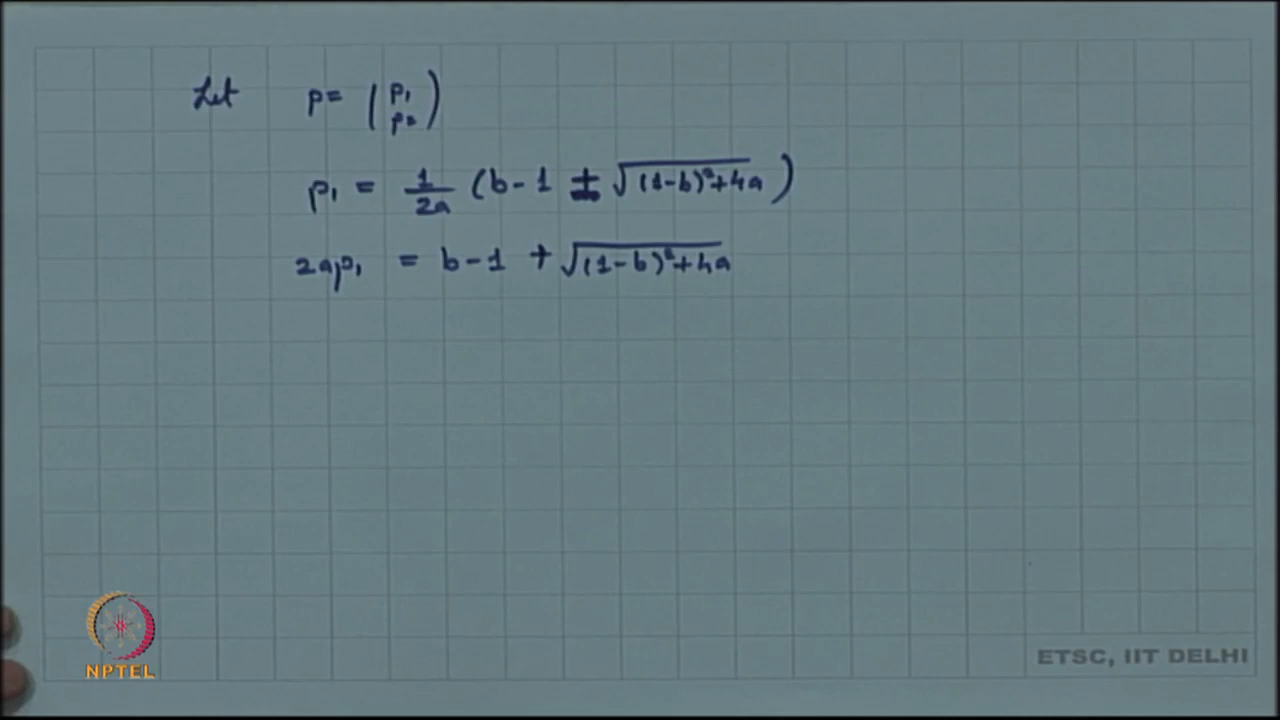 Let p = ( p₁ p₂ )
p₁ = 1/2a (b-1 ± √(1-b)²+4a )
2ap₁ = b-1 + √(1-b)²+4a
NPTEL
ETSC, IIT DELHI